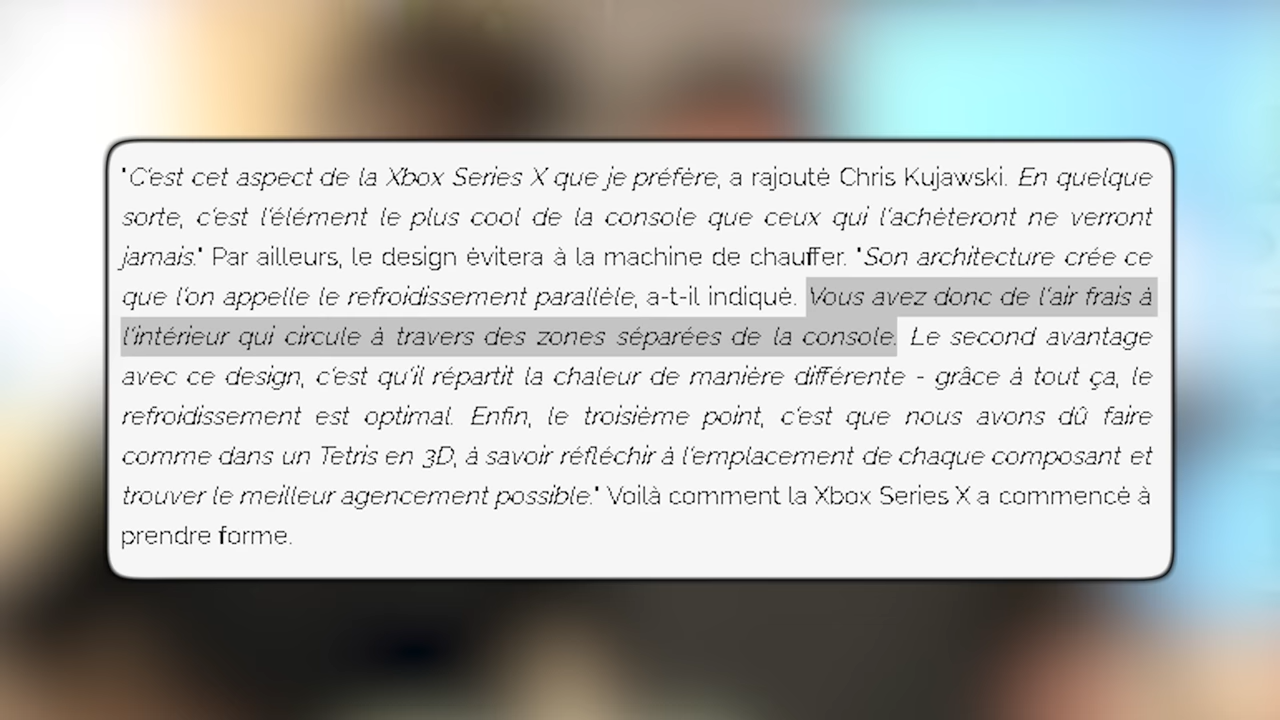 "C'est cet aspect de la Xbox Series X que je préfère, a rajouté Chris Kujawski. En quelque
sorte, c'est l'élément le plus cool de la console que ceux qui l'achèteront ne verront
jamais." Par ailleurs, le design évitera à la machine de chauffer. "Son architecture crée ce
que l'on appelle le refroidissement parallèle, a-t-il indiqué. Vous avez donc de l'air frais à
l'intérieur qui circule à travers des zones séparées de la console. Le second avantage
avec ce design, c'est qu'il répartit la chaleur de manière différente - grâce à tout ça, le
refroidissement est optimal. Enfin, le troisième point, c'est que nous avons dû faire
comme dans un Tetris en 3D, à savoir réfléchir à l'emplacement de chaque composant et
trouver le meilleur agencement possible." Voilà comment la Xbox Series X a commencé à
prendre forme.